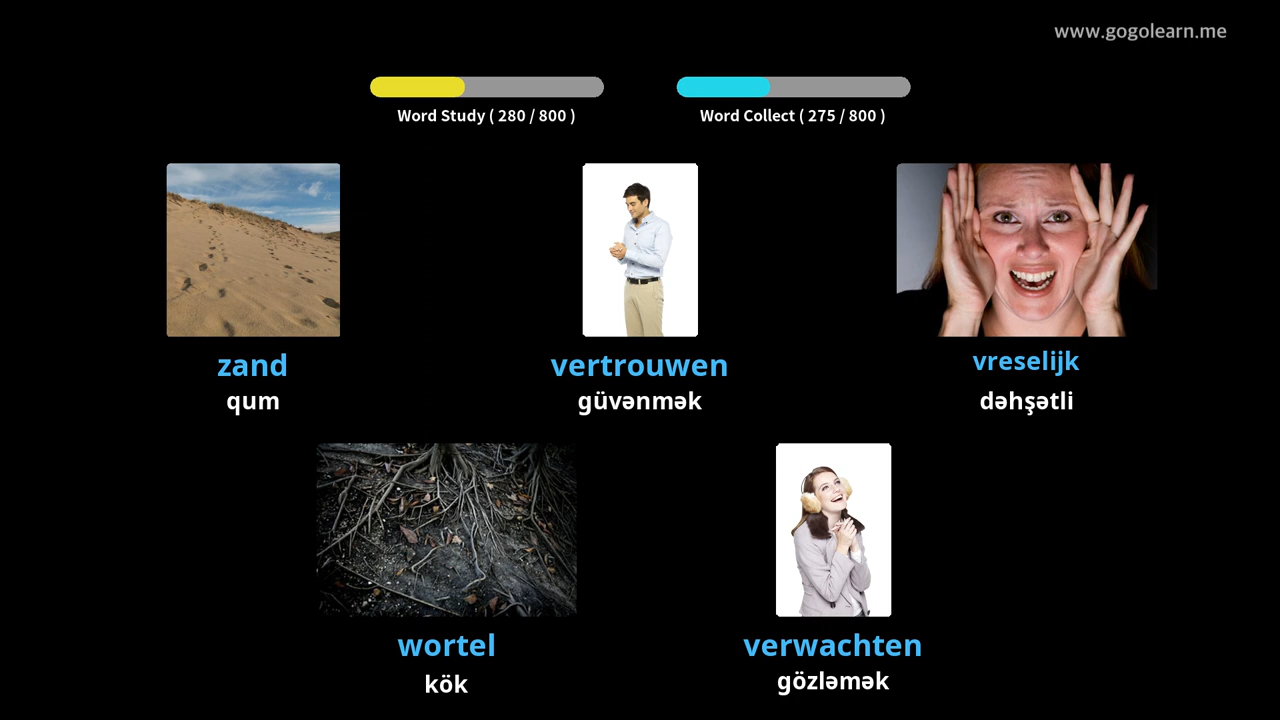 www.gogolearn.me
Word Study ( 280 / 800 )
Word Collect ( 275 / 800 )
zand
qum
vertrouwen
güvənmək
vreselijk
dəhşətli
wortel
kök
verwachten
gözləmək